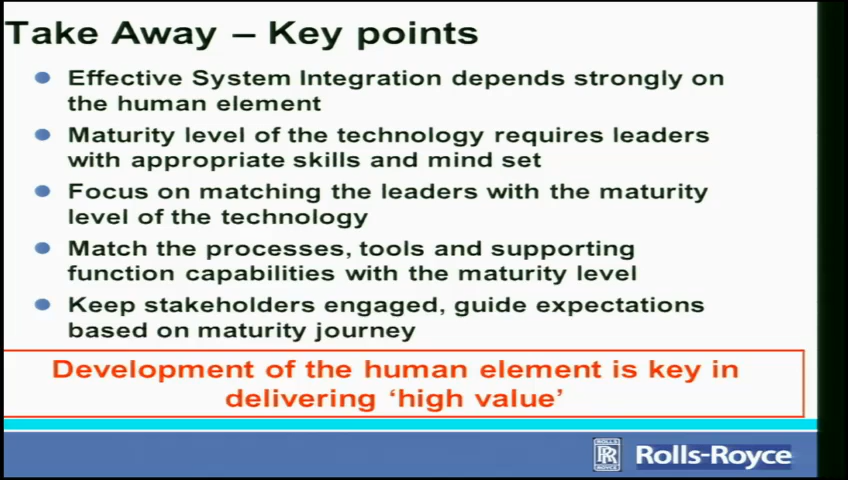 Take Away – Key points
Effective System Integration depends strongly on
the human element
Maturity level of the technology requires leaders
with appropriate skills and mind set
Focus on matching the leaders with the maturity
level of the technology
Match the processes, tools and supporting
function capabilities with the maturity level
Keep stakeholders engaged, guide expectations
based on maturity journey
Development of the human element is key in
delivering ‘high value’
ROLLS
RR
ROYCE
Rolls-Royce